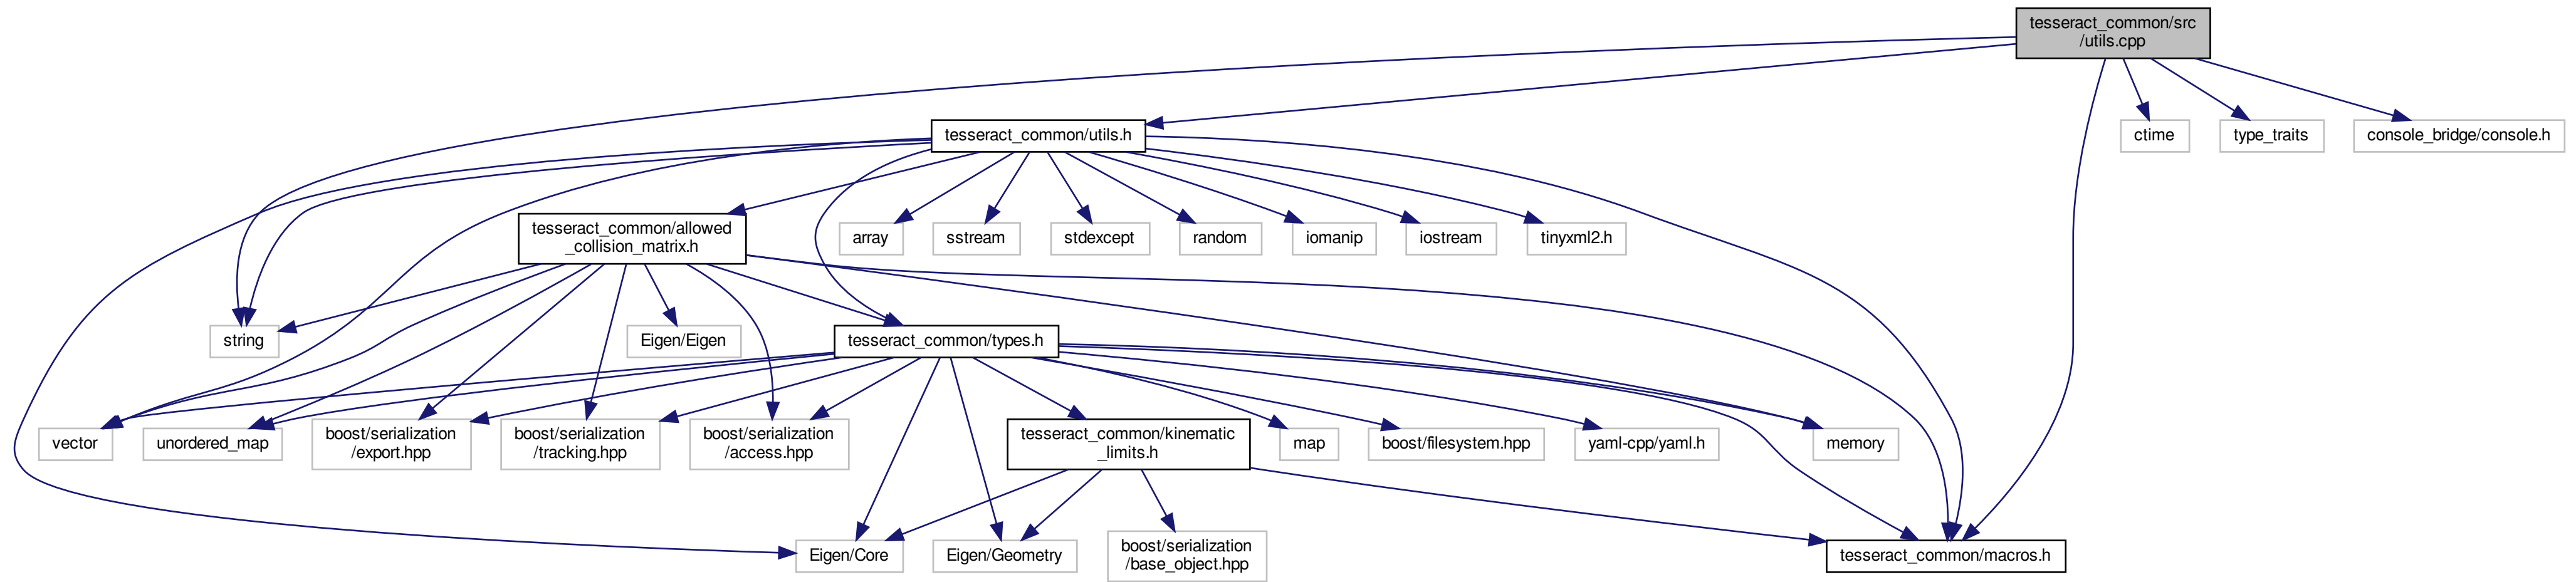 tesseract_common/src
/utils.cpp
tesseract_common/utils.h
ctime
type_traits
console_bridge/console.h
tesseract_common/allowed
_collision_matrix.h
array
sstream
stdexcept
random
iomanip
iostream
tinyxml2.h
string
Eigen/Eigen
tesseract_common/types.h
vector
unordered_map
boost/serialization
/export.hpp
boost/serialization
/tracking.hpp
boost/serialization
/access.hpp
tesseract_common/kinematic
_limits.h
map
boost/filesystem.hpp
yaml-cpp/yaml.h
memory
Eigen/Core
Eigen/Geometry
boost/serialization
/base_object.hpp
tesseract_common/macros.h